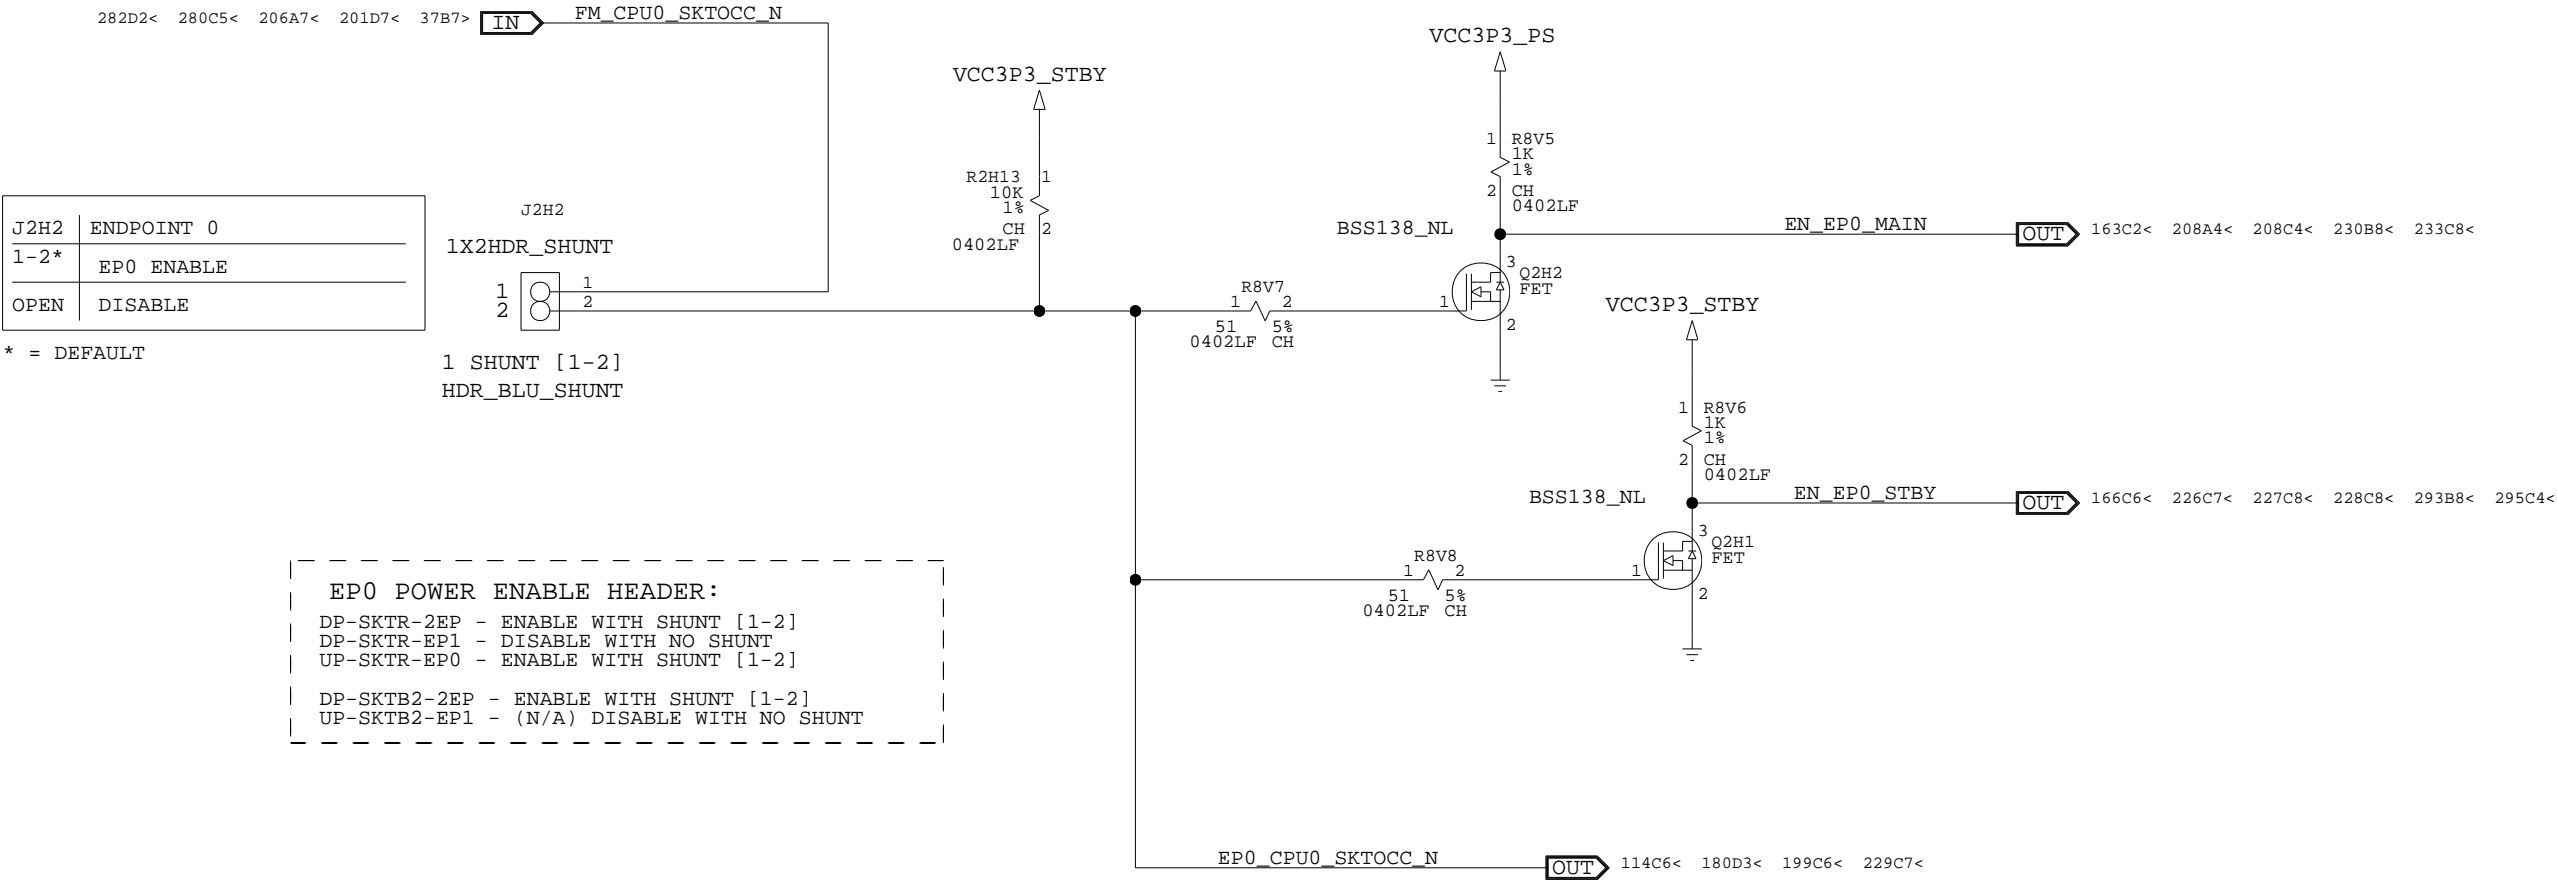 282D2< 280C5< 206A7< 201D7< 37B7> IN FM_CPU0_SKTOCC_N
VCC3P3_PS
VCC3P3_STBY
1 R8V5
1K
1%
2 CH
0402LF
R2H13 1
10K
1%
CH 2
0402LF
J2H2 ENDPOINT 0
1-2* EP0 ENABLE
OPEN DISABLE
* = DEFAULT
J2H2
1X2HDR_SHUNT
1 1
2 2
1 SHUNT [1-2]
HDR_BLU_SHUNT
BSS138_NL
EN_EP0_MAIN OUT 163C2< 208A4< 208C4< 230B8< 233C8<
3 Q2H2
FET
1
2
R8V7
1 2
51 5%
0402LF CH
VCC3P3_STBY
1 R8V6
1K
1%
2 CH
0402LF
BSS138_NL
EN_EP0_STBY OUT 166C6< 226C7< 227C8< 228C8< 293B8< 295C4<
3 Q2H1
FET
1
2
R8V8
1 2
51 5%
0402LF CH
EP0 POWER ENABLE HEADER:
DP-SKTR-2EP - ENABLE WITH SHUNT [1-2]
DP-SKTR-EP1 - DISABLE WITH NO SHUNT
UP-SKTR-EP0 - ENABLE WITH SHUNT [1-2]
DP-SKTB2-2EP - ENABLE WITH SHUNT [1-2]
UP-SKTB2-EP1 - (N/A) DISABLE WITH NO SHUNT
EP0_CPU0_SKTOCC_N OUT 114C6< 180D3< 199C6< 229C7<